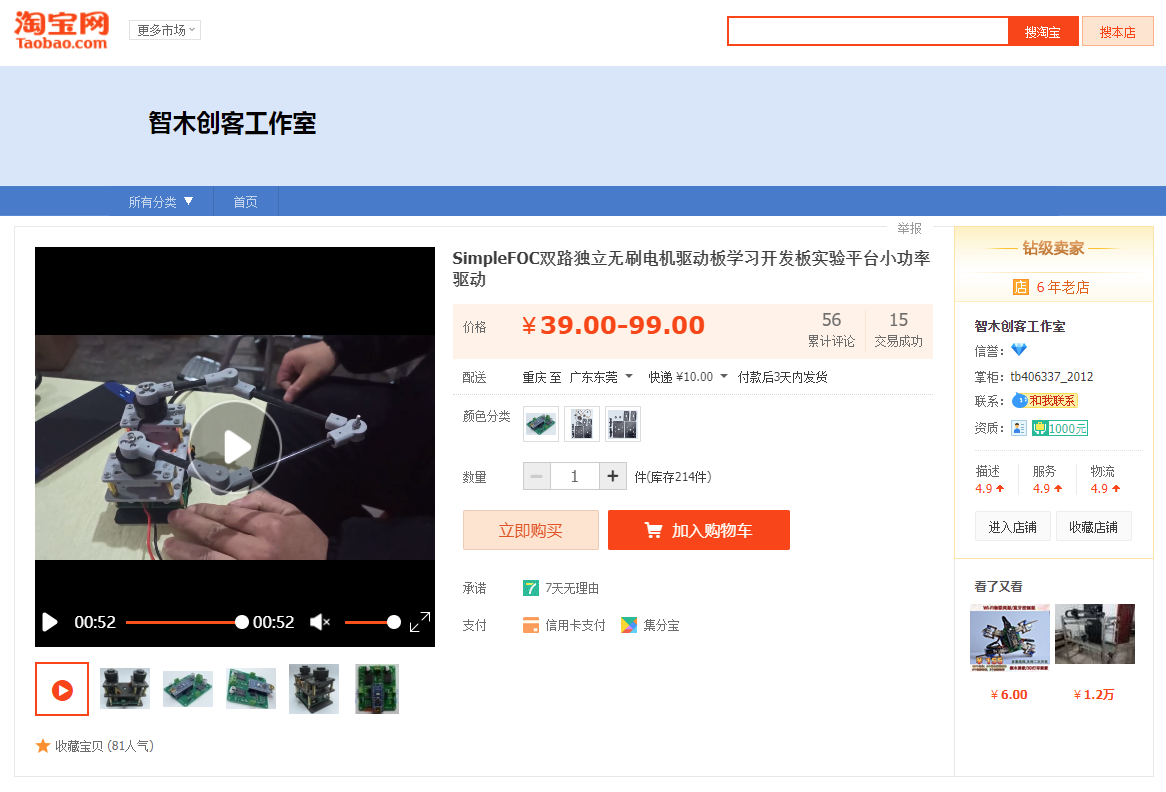 淘宝网
Taobao.com
更多市场
搜淘宝
搜本店
智木创客工作室
所有分类
首页
举报
SimpleFOC双路独立无刷电机驱动板学习开发板实验平台小功率
驱动
价格
¥39.00-99.00
56
累计评论
15
交易成功
配送
重庆 至 广东东莞 快递 ¥10.00 付款后3天内发货
颜色分类
数量
1
件(库存214件)
立即购买
加入购物车
承诺
7天无理由
支付
信用卡支付
集分宝
00:52
00:52
收藏宝贝 (81人气)
钻级卖家
店 6 年老店
智木创客工作室
信誉:
掌柜: tb406337_2012
联系: 和我联系
资质: 1000元
描述
服务
物流
4.9
4.9
4.9
进入店铺
收藏店铺
看了又看
¥ 6.00
¥ 1.2万